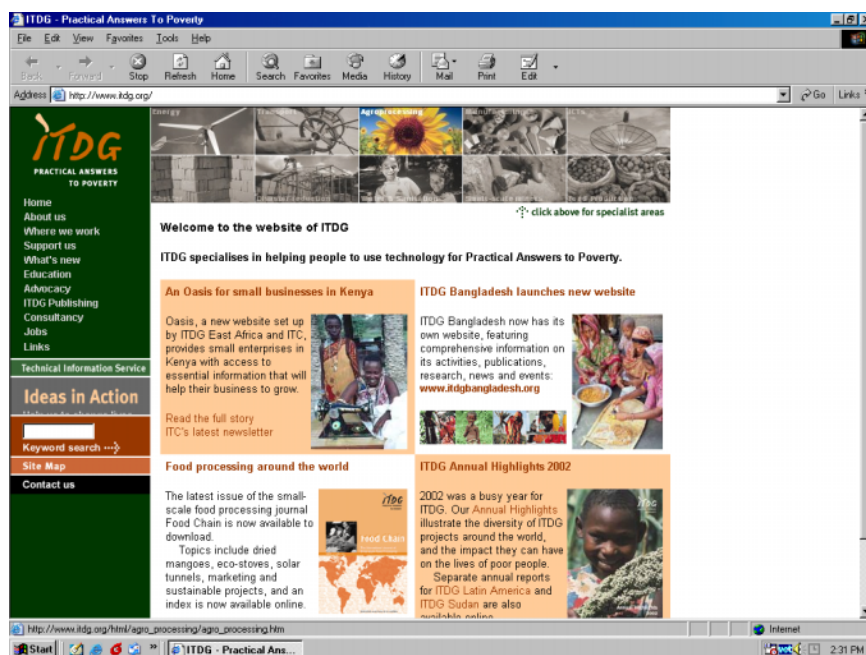 ITDG - Practical Answers To Poverty
File Edit View Favorites Tools Help
Back Forward Stop Refresh Home Search Favorites Media History Mail Print Edit
Address http://www.itdg.org/ Go Links
Energy Transport Agroprocessing
click above for specialist areas
iTDG
PRACTICAL ANSWERS
TO POVERTY
Home
About us
Where we work
Support us
What's new
Education
Advocacy
ITDG Publishing
Consultancy
Jobs
Links
Technical Information Service
Ideas in Action
Keyword search
Site Map
Contact us
Welcome to the website of ITDG
ITDG specialises in helping people to use technology for Practical Answers to Poverty.
An Oasis for small businesses in Kenya
Oasis, a new website set up
by ITDG East Africa and ITC,
provides small enterprises in
Kenya with access to
essential information that will
help their business to grow.
Read the full story
ITC's latest newsletter
ITDG Bangladesh launches new website
ITDG Bangladesh now has its
own website, featuring
comprehensive information on
its activities, publications,
research, news and events:
www.itdgbangladesh.org
Food processing around the world
The latest issue of the small-
scale food processing journal
Food Chain is now available to
download.
Topics include dried
mangoes, eco-stoves, solar
tunnels, marketing and
sustainable projects, and an
index is now available online.
iTDG
Food Chain
ITDG Annual Highlights 2002
2002 was a busy year for
ITDG. Our Annual Highlights
illustrate the diversity of ITDG
projects around the world,
and the impact they can have
on the lives of poor people.
Separate annual reports
for ITDG Latin America and
ITDG Sudan are also
available online
http://www.itdg.org/html/agro_processing/agro_processing.htm
Internet
Start
ITDG - Practical Ans...
2:31 PM